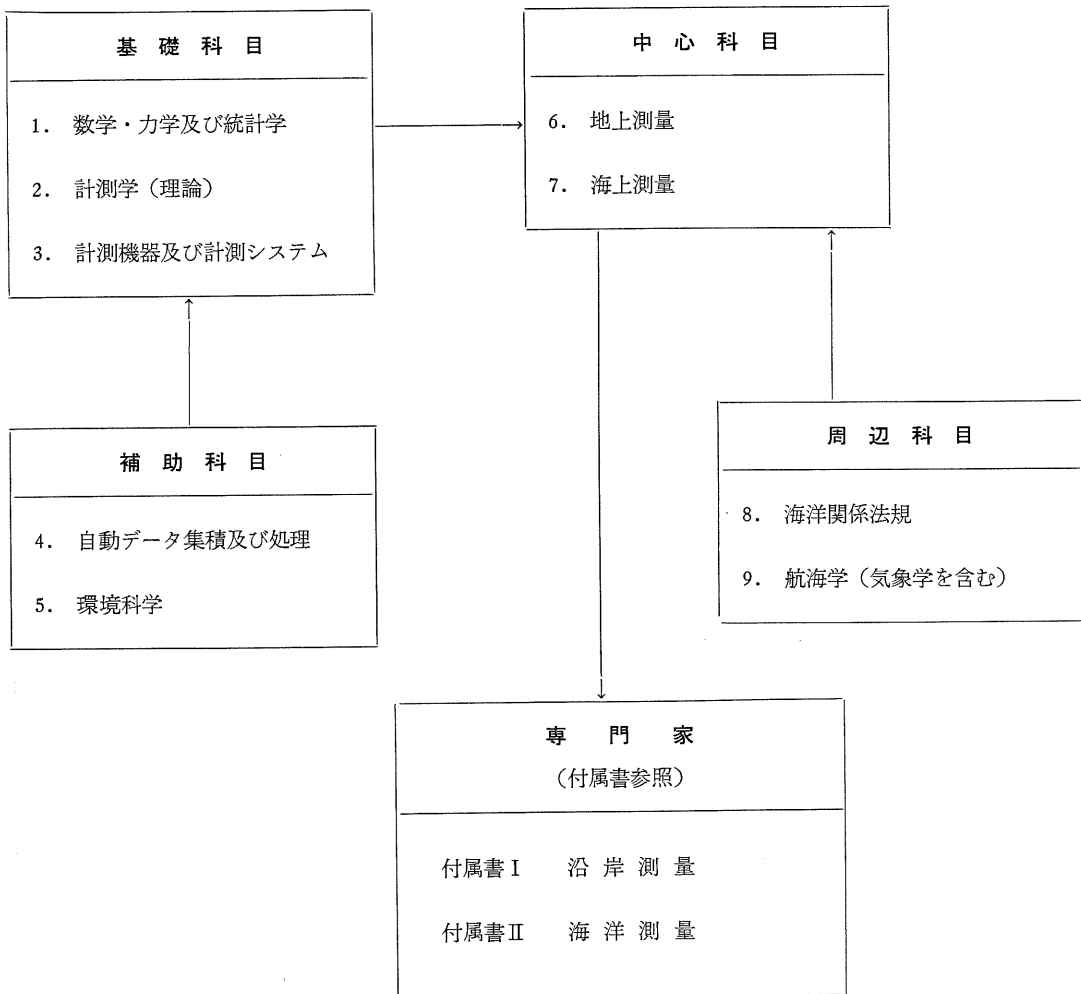 基礎科目
1. 数学・力学及び統計学
2. 計測学（理論）
3. 計測機器及び計測システム
中心科目
6. 地上測量
7. 海上測量
補助科目
4. 自動データ集積及び処理
5. 環境科学
周辺科目
8. 海洋関係法規
9. 航海学（気象学を含む）
専門家
（付属書参照）
付属書Ⅰ 沿岸測量
付属書Ⅱ 海洋測量